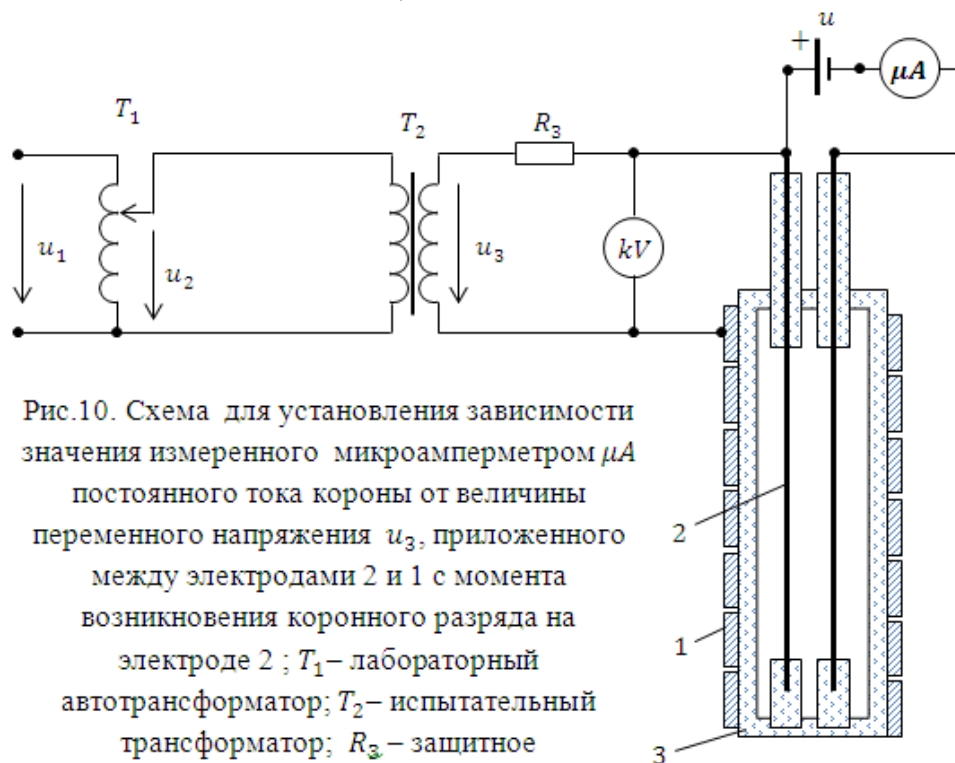 u
+
μA
T₁
T₂
R₃
u₁
u₂
u₃
kV
Рис.10. Схема для установления зависимости
значения измеренного микроамперметром μA
постоянного тока короны от величины
переменного напряжения u₃, приложенного
между электродами 2 и 1 с момента
возникновения коронного разряда на
электроде 2 ; T₁– лабораторный
автотрансформатор; T₂– испытательный
трансформатор; R₃ – защитное
2
1
3